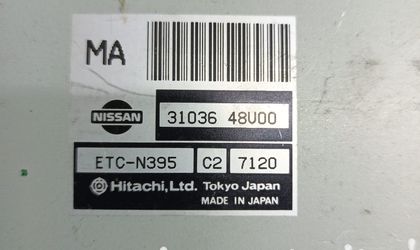 MA
NISSAN 31036 48U00
ETC-N395 C2 7120
Hitachi, Ltd. Tokyo Japan
MADE IN JAPAN